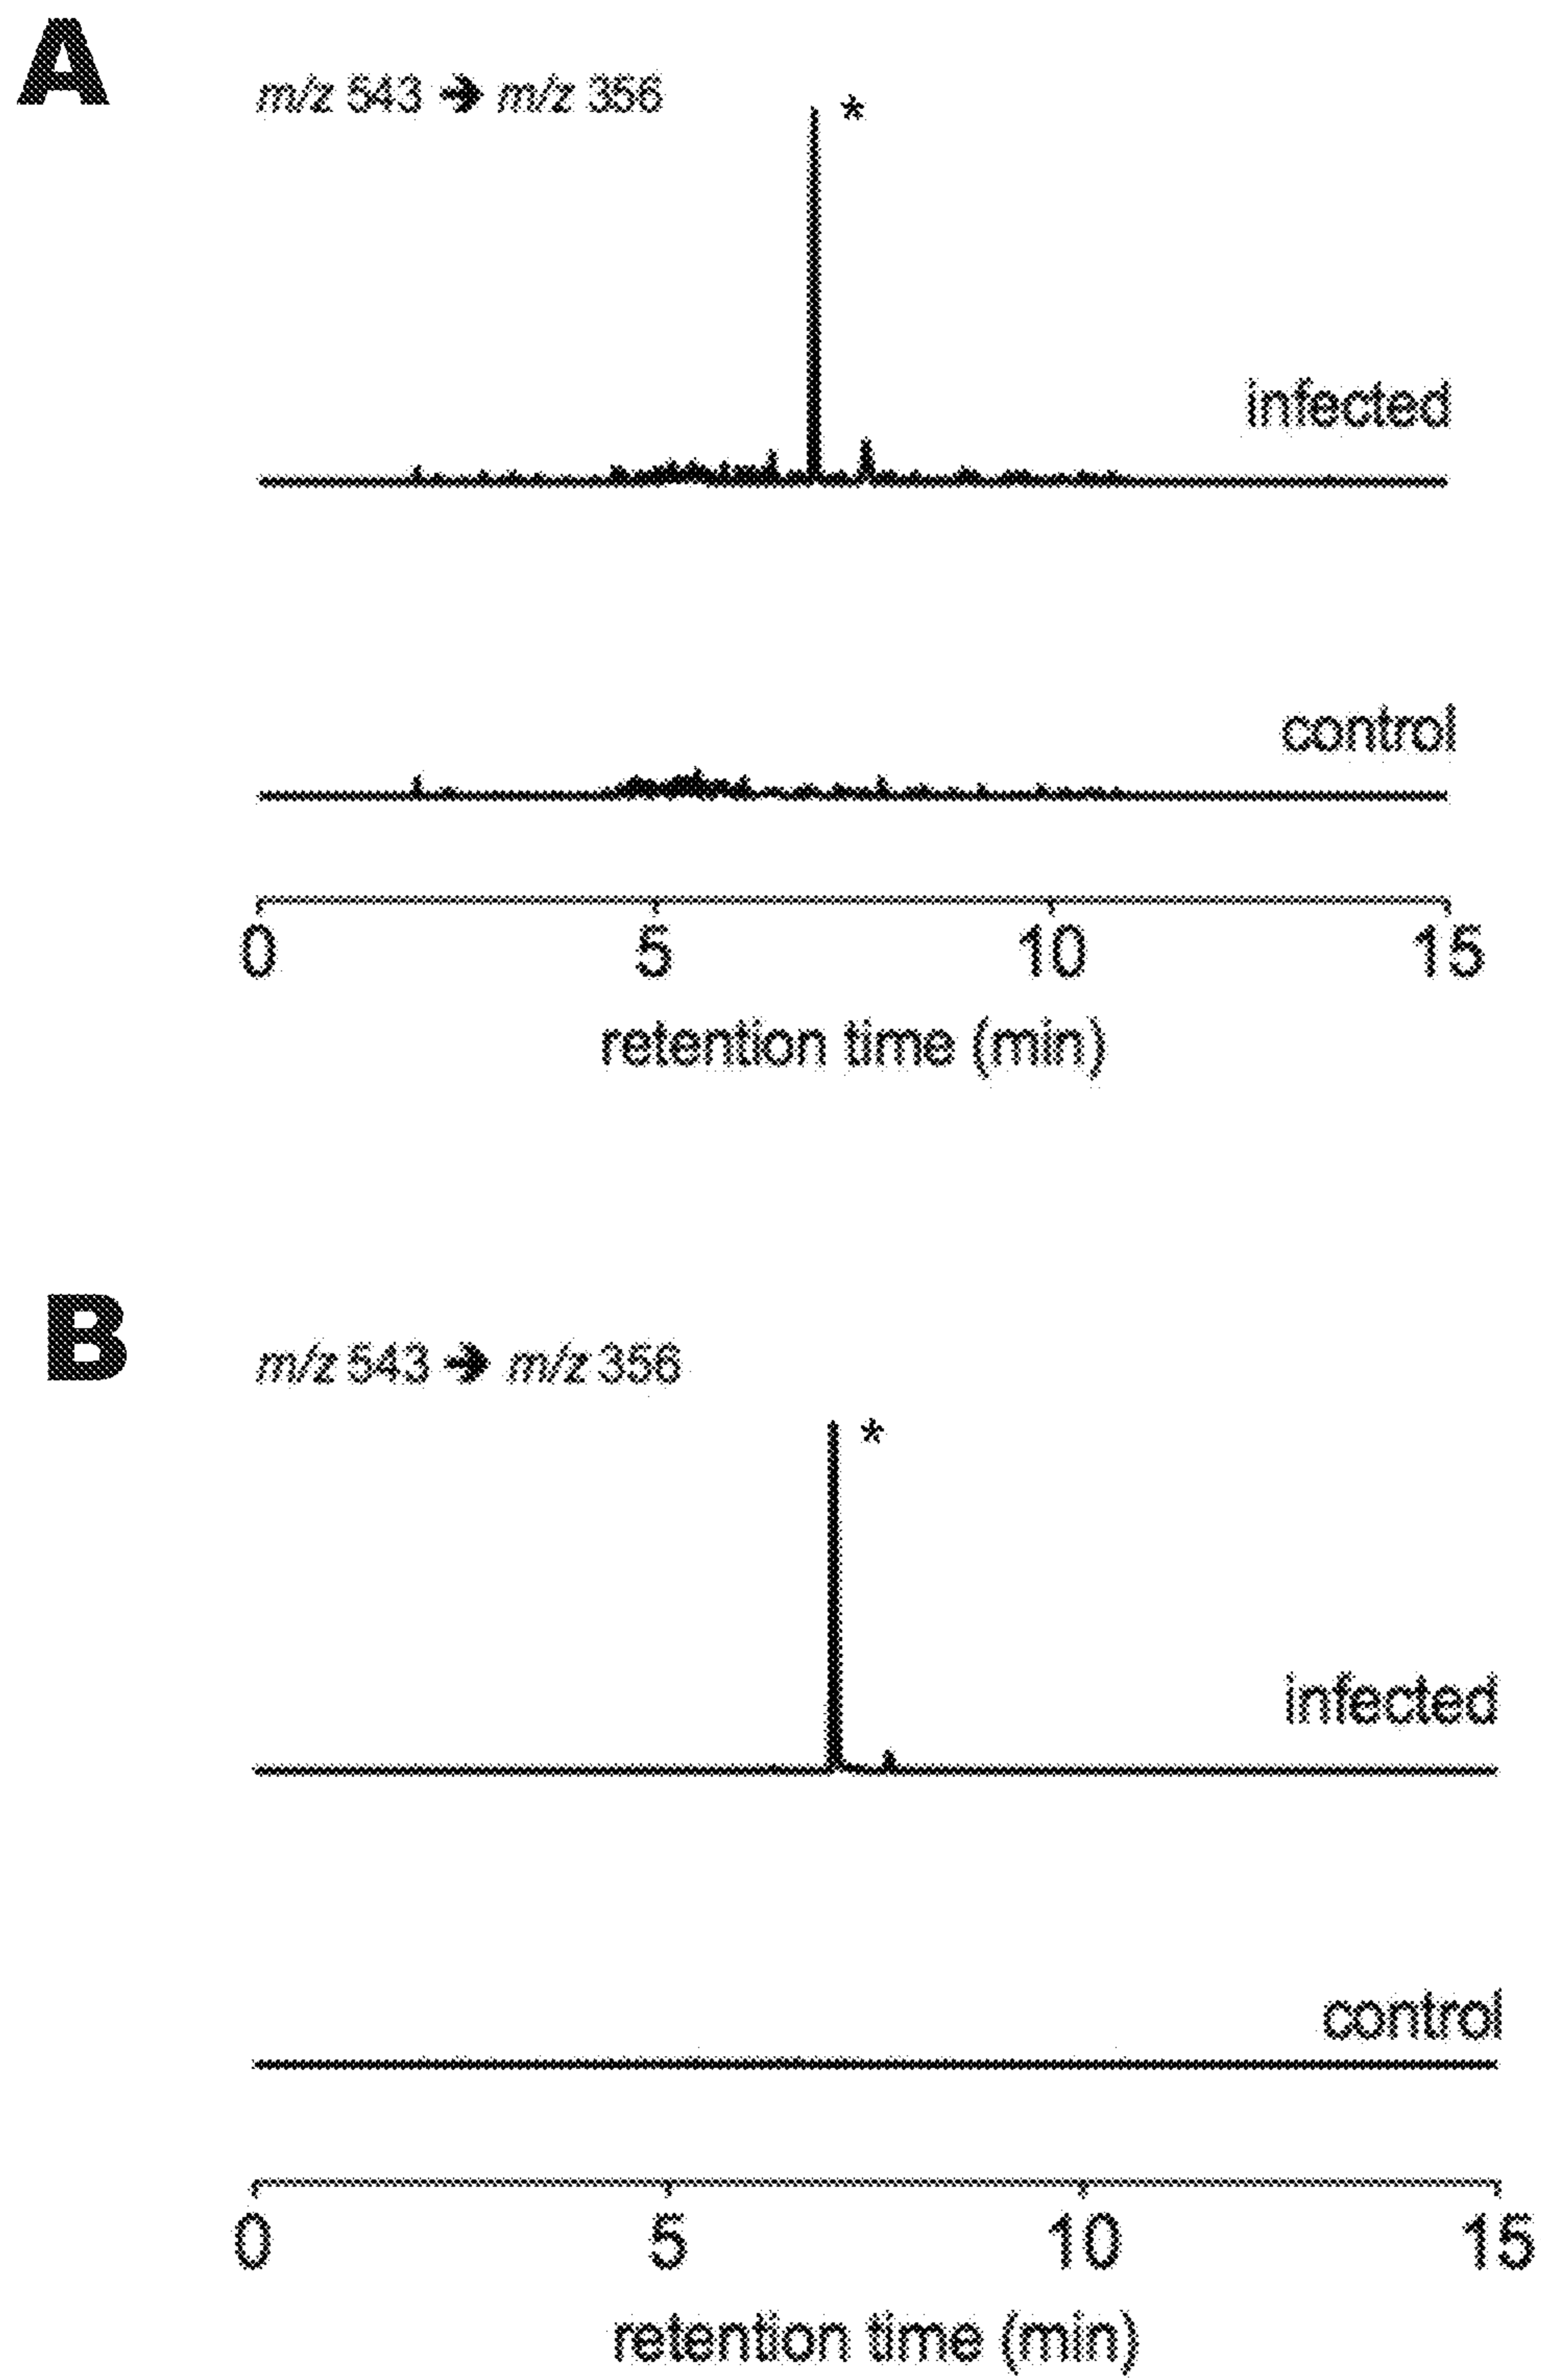 A
m/z 543 → m/z 356
*
infected
control
0 5 10 15
retention time (min)
B
m/z 543 → m/z 356
*
infected
control
0 5 10 15
retention time (min)